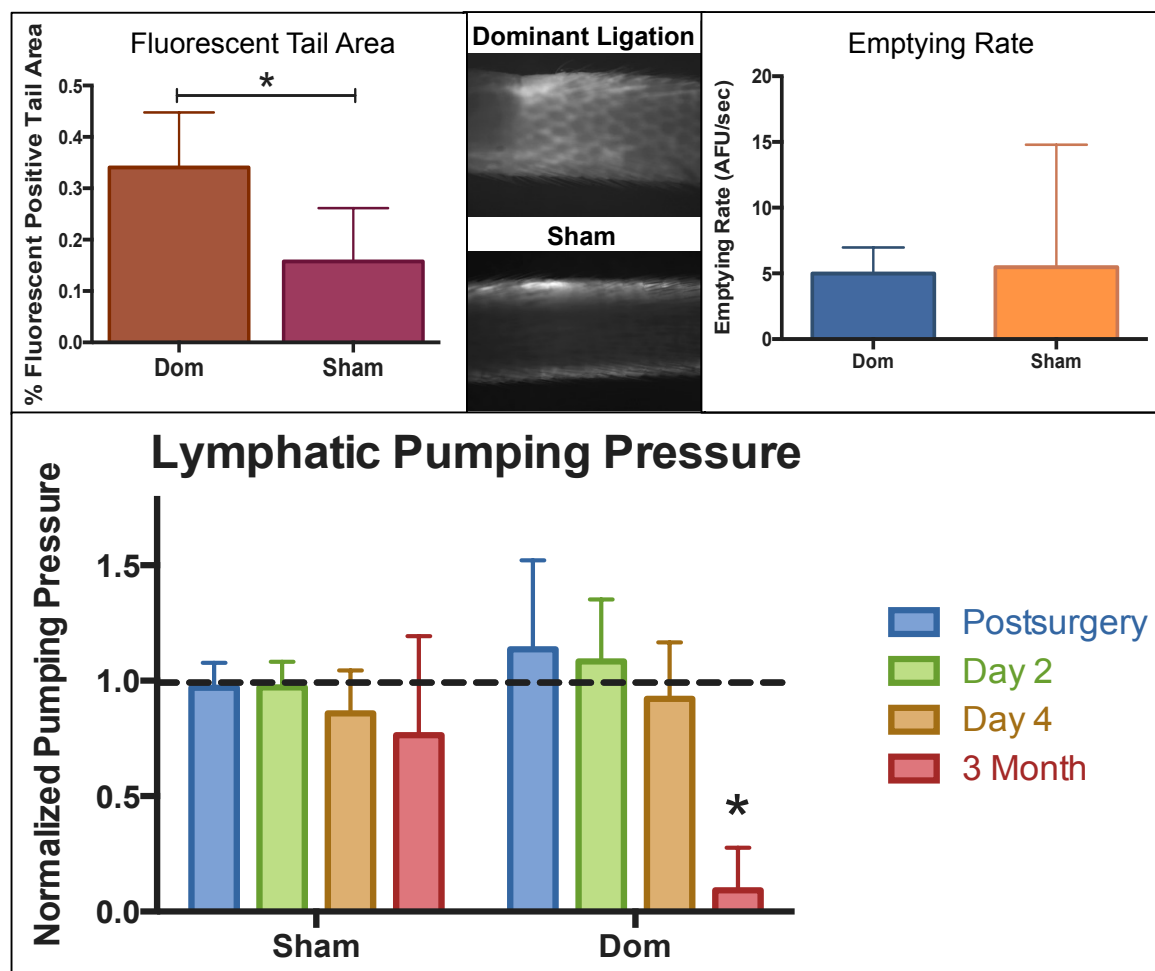 Fluorescent Tail Area
% Fluorescent Positive Tail Area
0.5
0.4
0.3
0.2
0.1
0.0
*
Dom
Sham
Dominant Ligation
Sham
Emptying Rate
Emptying Rate (AFU/sec)
20
15
10
5
0
Dom
Sham
Lymphatic Pumping Pressure
Normalized Pumping Pressure
1.5
1.0
0.5
0.0
*
Sham
Dom
Postsurgery
Day 2
Day 4
3 Month